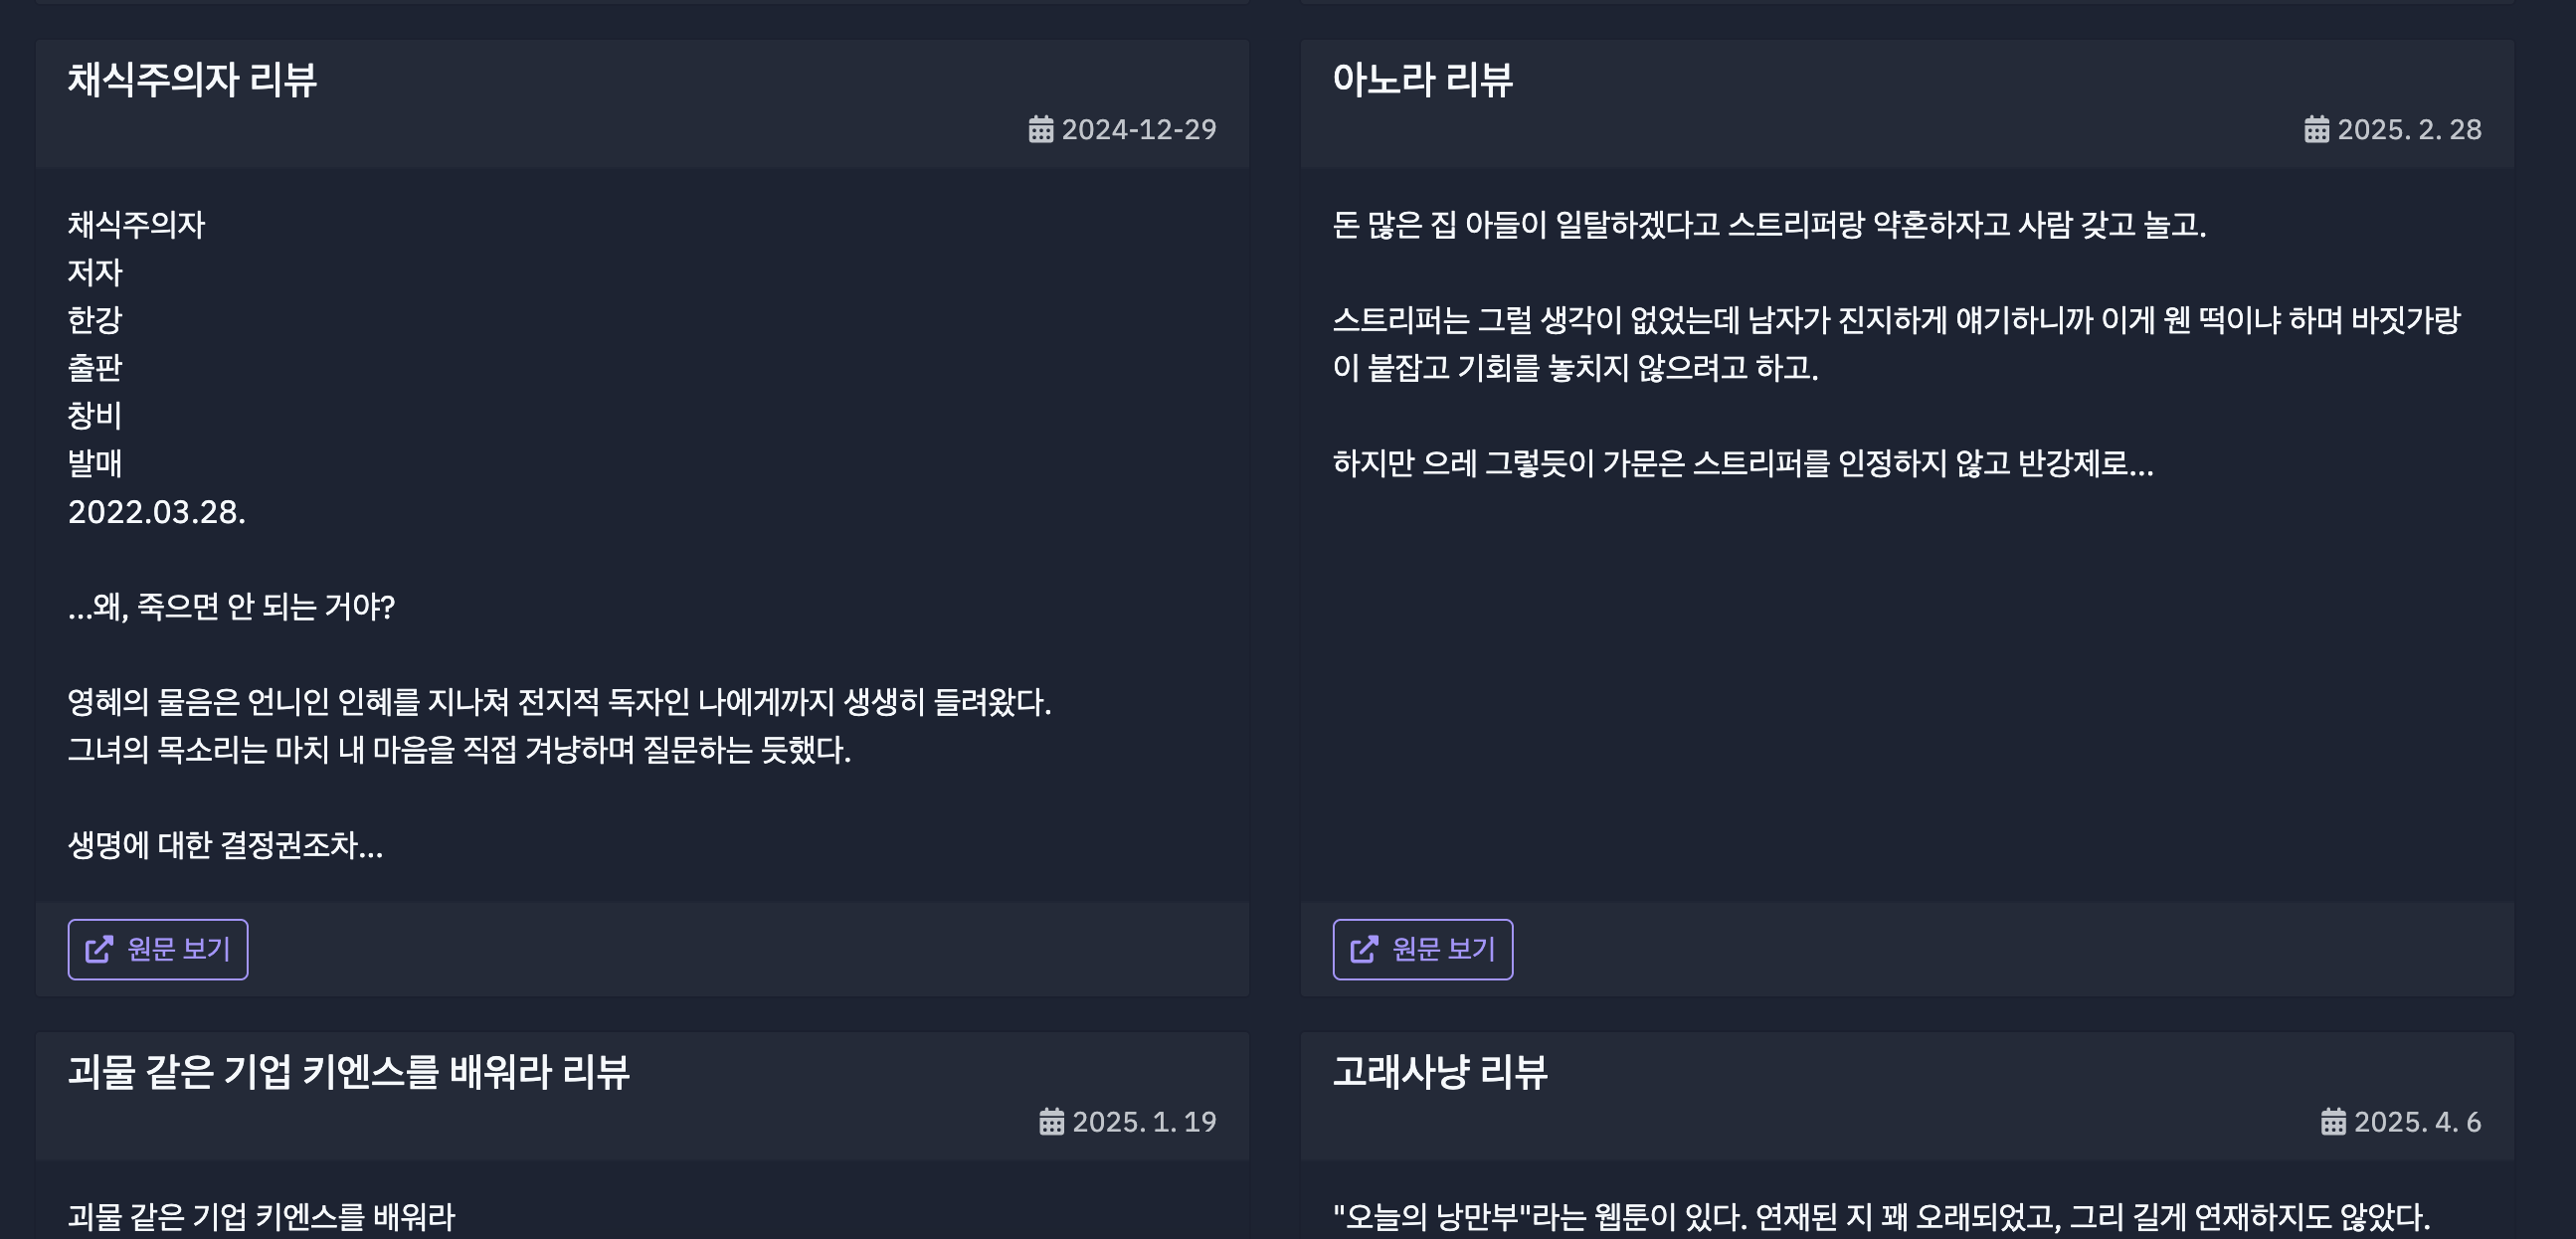 채식주의자 리뷰
2024-12-29
채식주의자
저자
한강
출판
창비
발매
2022.03.28.
...왜, 죽으면 안 되는 거야?
영혜의 물음은 언니인 인혜를 지나쳐 전지적 독자인 나에게까지 생생히 들려왔다.
그녀의 목소리는 마치 내 마음을 직접 겨냥하며 질문하는 듯했다.
생명에 대한 결정권조차...
원문 보기
아노라 리뷰
2025. 2. 28
돈 많은 집 아들이 일탈하겠다고 스트리퍼랑 약혼하자고 사람 갖고 놀고.
스트리퍼는 그럴 생각이 없었는데 남자가 진지하게 얘기하니까 이게 웬 떡이냐 하며 바짓가랑
이 붙잡고 기회를 놓치지 않으려고 하고.
하지만 으레 그렇듯이 가문은 스트리퍼를 인정하지 않고 반강제로...
원문 보기
괴물 같은 기업 키엔스를 배워라 리뷰
2025. 1. 19
괴물 같은 기업 키엔스를 배워라
고래사냥 리뷰
2025. 4. 6
"오늘의 낭만부"라는 웹툰이 있다. 연재된 지 꽤 오래되었고, 그리 길게 연재하지도 않았다.